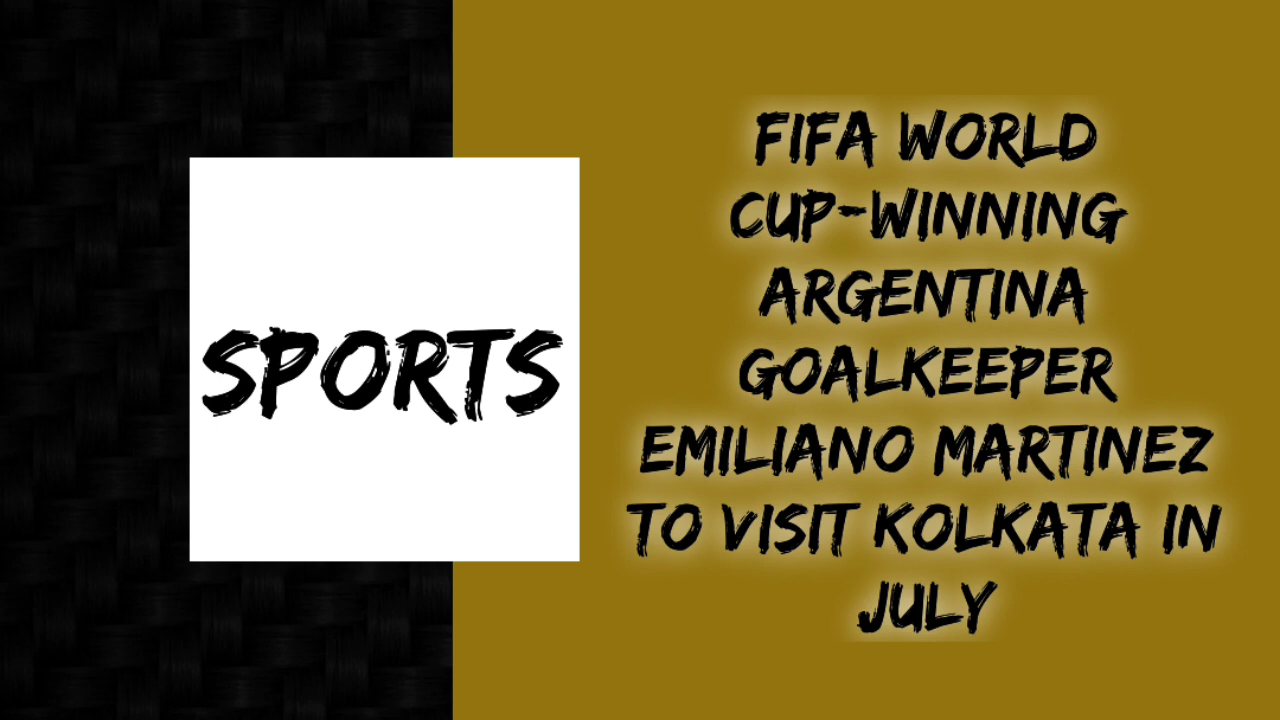 SPORTS
FIFA WORLD
CUP-WINNING
ARGENTINA
GOALKEEPER
EMILIANO MARTINEZ
TO VISIT KOLKATA IN
JULY